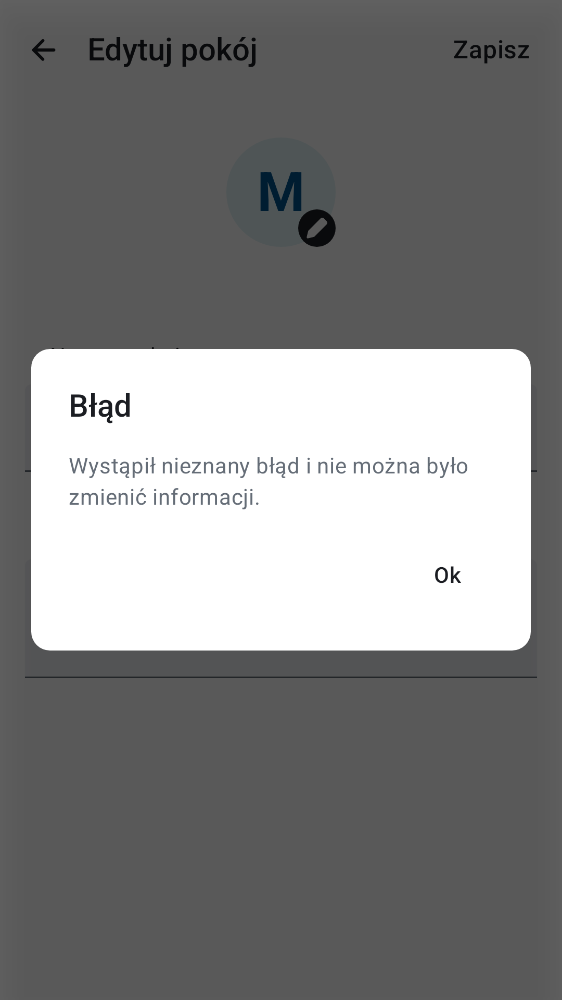 Edytuj pokój
Zapisz
M
Błąd
Wystąpił nieznany błąd i nie można było
zmienić informacji.
Ok